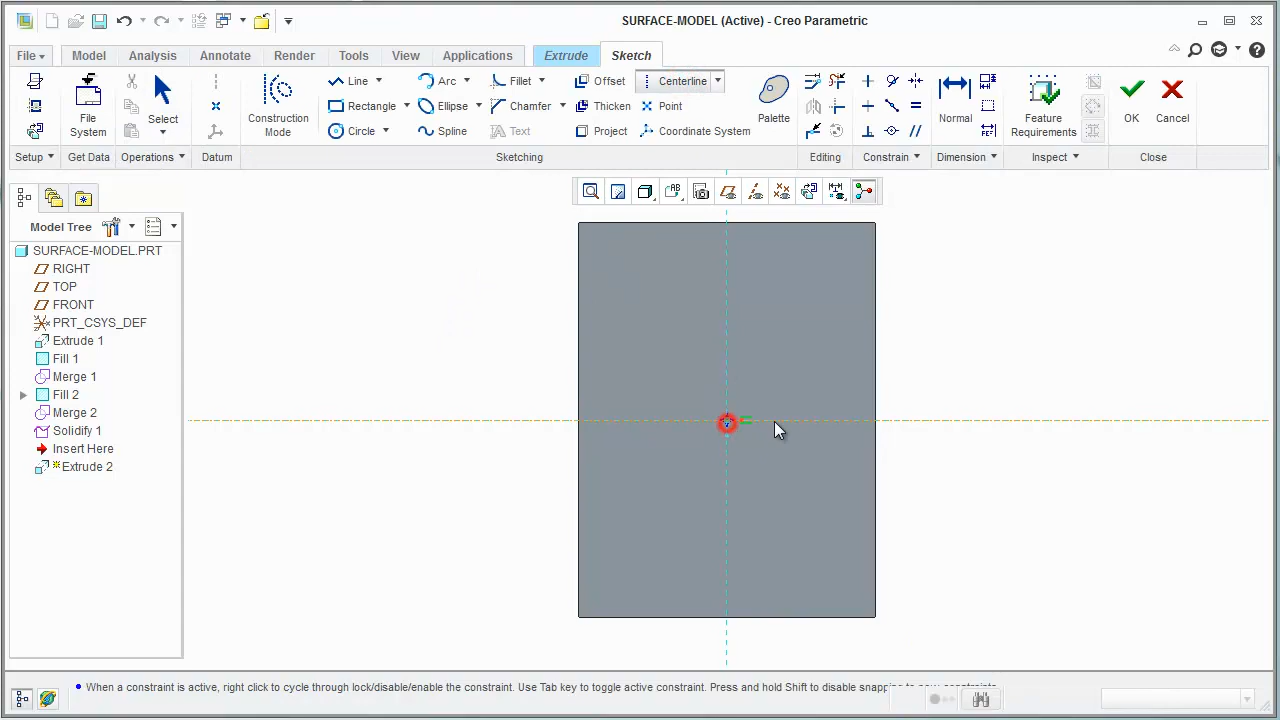 SURFACE-MODEL (Active) - Creo Parametric
File Model Analysis Annotate Render Tools View Applications Extrude Sketch
Line Arc Fillet Offset Centerline
Rectangle Ellipse Chamfer Thicken Point
Circle Spline Text Project Coordinate System
File System
Select
Construction Mode
Palette
Normal
Feature Requirements
OK
Cancel
Setup Get Data Operations Datum Sketching Editing Constrain Dimension Inspect Close
Model Tree
SURFACE-MODEL.PRT
RIGHT
TOP
FRONT
PRT_CSYS_DEF
Extrude 1
Fill 1
Merge 1
Fill 2
Merge 2
Solidify 1
Insert Here
Extrude 2
When a constraint is active, right click to cycle through lock/disable/enable the constraint. Use Tab key to toggle active constraint. Press and hold Shift to disable snapping to new constraints.